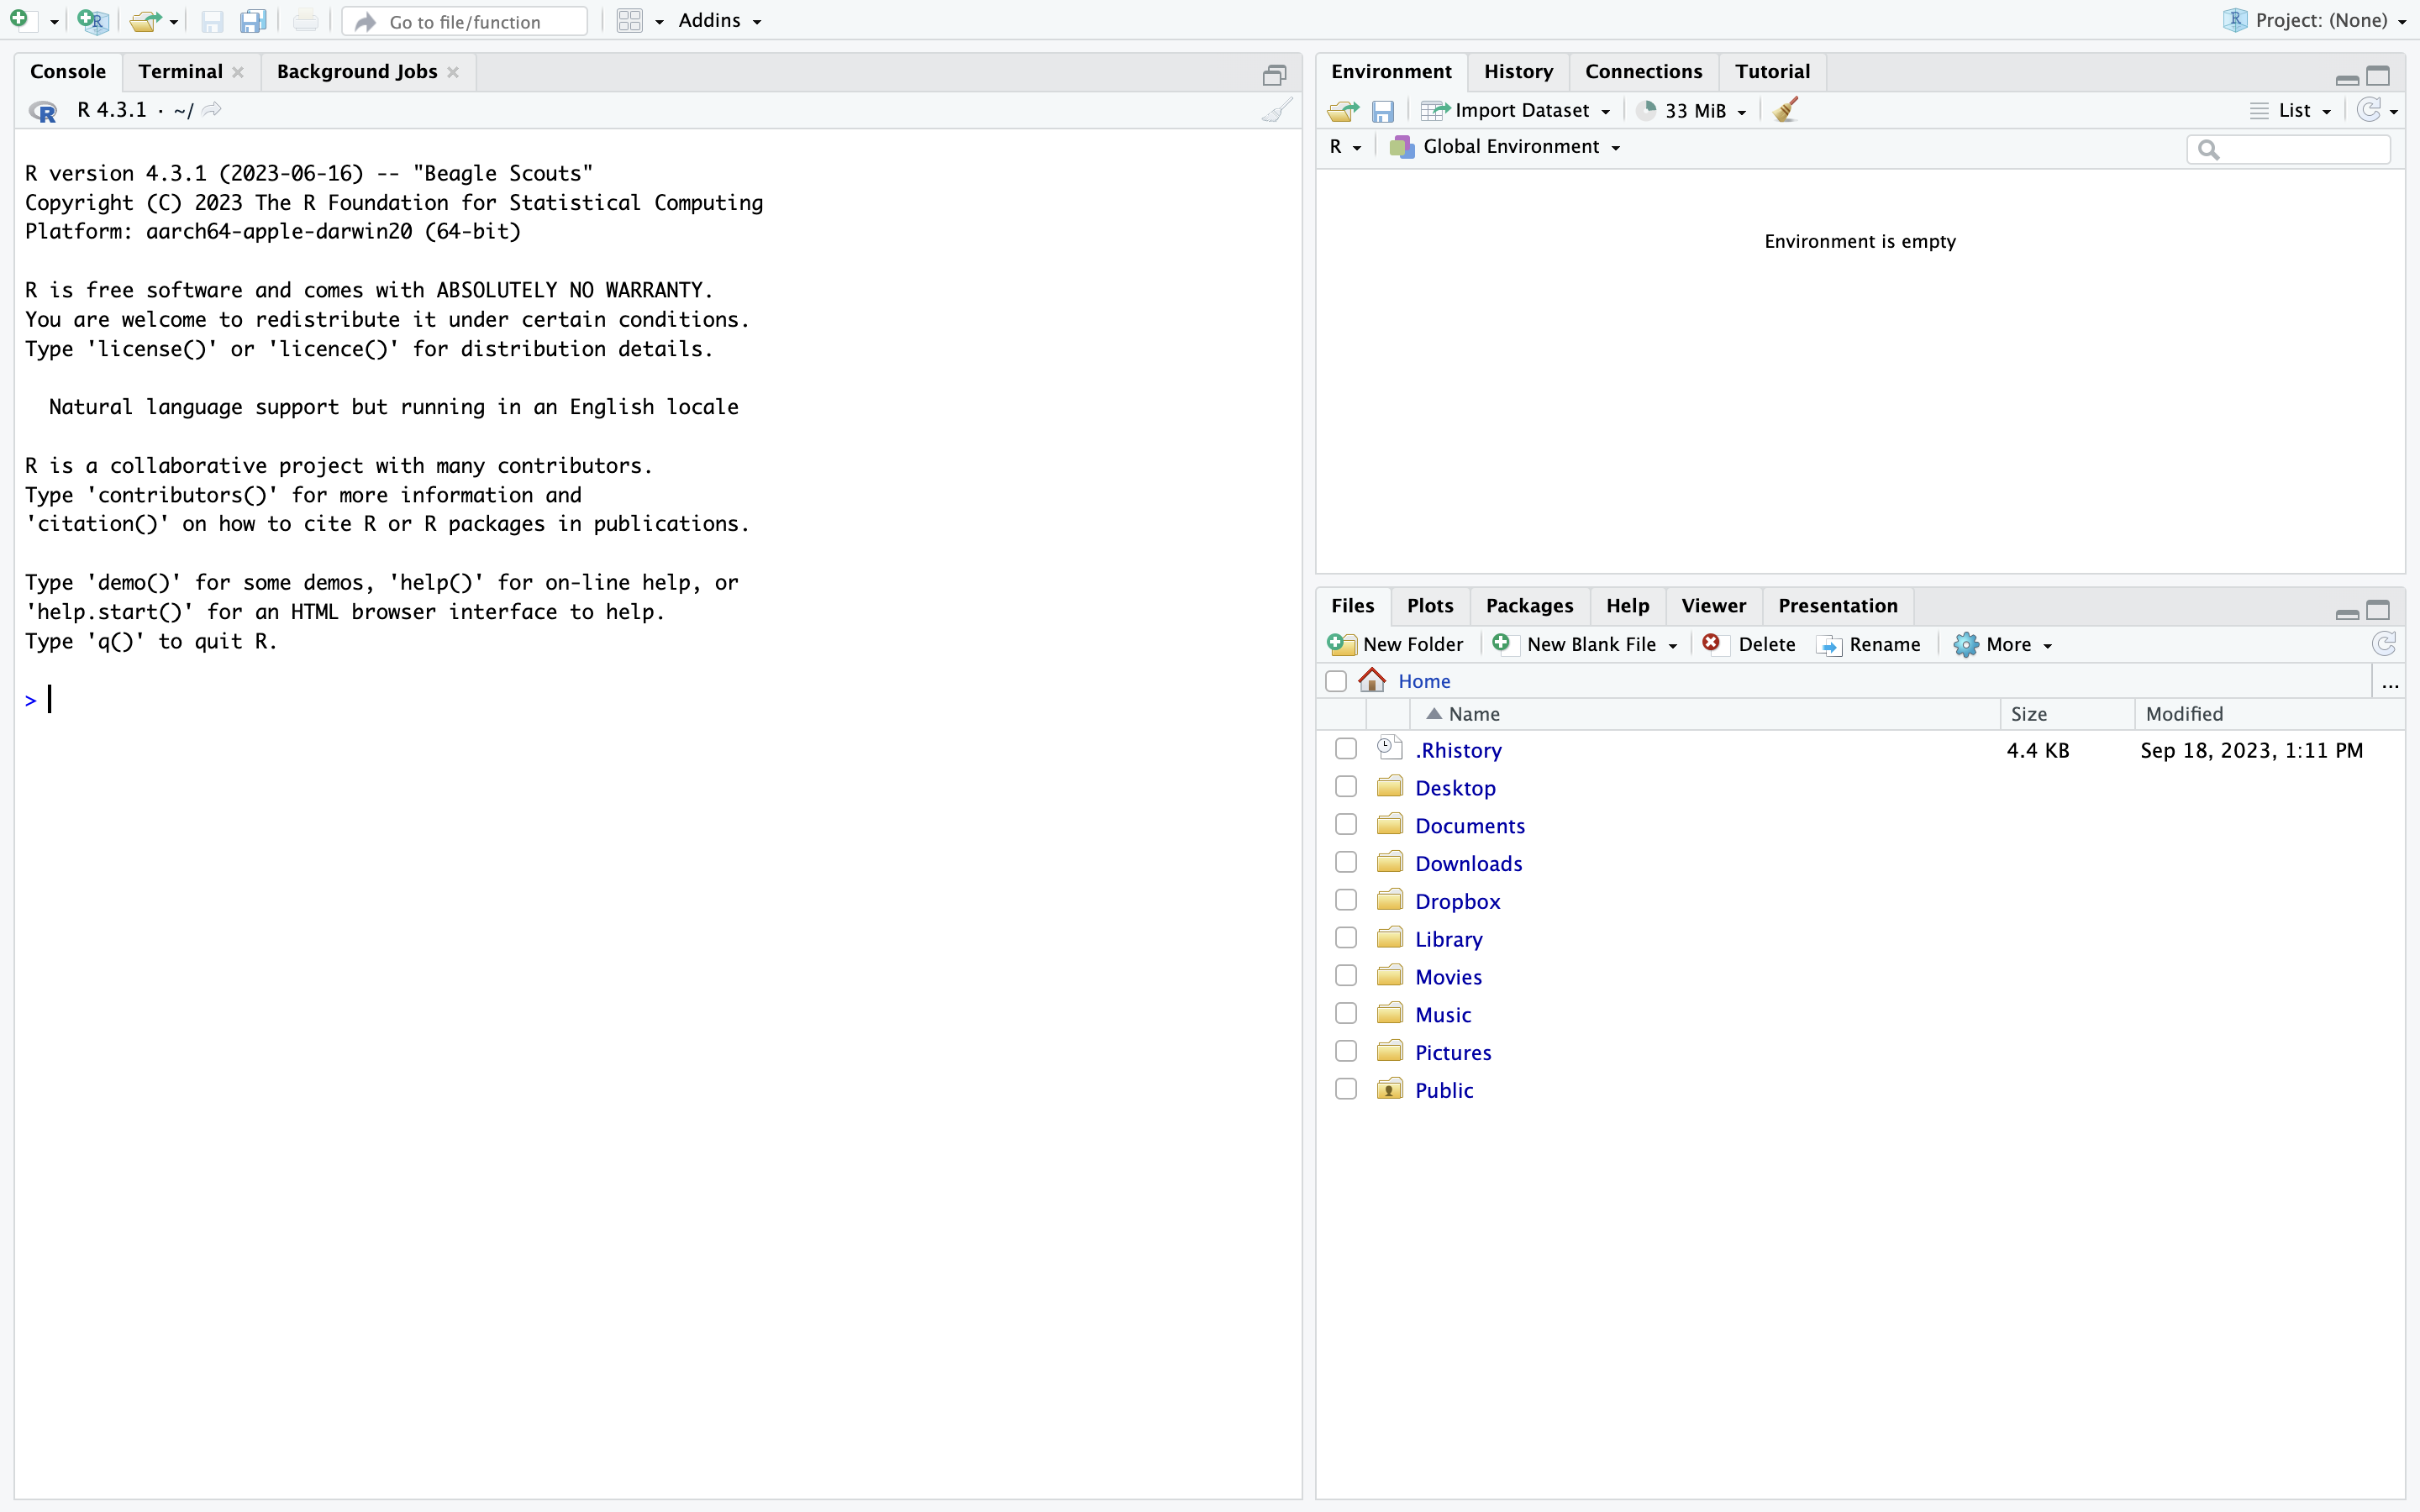 Go to file/function Addins Project: (None)
Console Terminal Background Jobs
R 4.3.1 · ~/
R version 4.3.1 (2023-06-16) -- "Beagle Scouts"
Copyright (C) 2023 The R Foundation for Statistical Computing
Platform: aarch64-apple-darwin20 (64-bit)
R is free software and comes with ABSOLUTELY NO WARRANTY.
You are welcome to redistribute it under certain conditions.
Type 'license()' or 'licence()' for distribution details.
Natural language support but running in an English locale
R is a collaborative project with many contributors.
Type 'contributors()' for more information and
'citation()' on how to cite R or R packages in publications.
Type 'demo()' for some demos, 'help()' for on-line help, or
'help.start()' for an HTML browser interface to help.
Type 'q()' to quit R.
>
Environment History Connections Tutorial
Import Dataset 33 MiB List
R Global Environment
Environment is empty
Files Plots Packages Help Viewer Presentation
New Folder New Blank File Delete Rename More
Home ...
Name Size Modified
.Rhistory 4.4 KB Sep 18, 2023, 1:11 PM
Desktop
Documents
Downloads
Dropbox
Library
Movies
Music
Pictures
Public